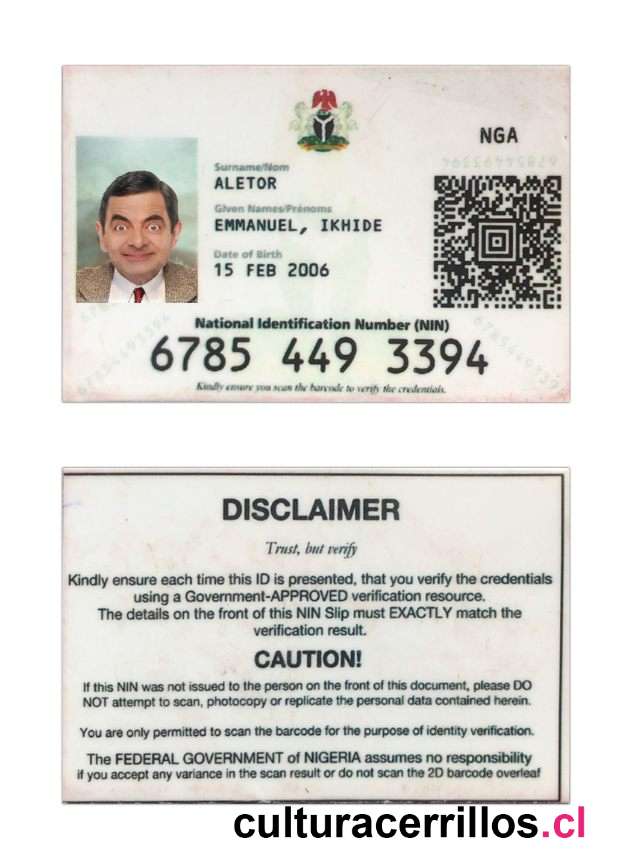 NGA
Surname/Nom
ALETOR
Given Names/Prénoms
EMMANUEL, IKHIDE
Date of Birth
15 FEB 2006
National Identification Number (NIN)
6785 449 3394
Kindly ensure you scan the barcode to verify the credentials.
DISCLAIMER
Trust, but verify
Kindly ensure each time this ID is presented, that you verify the credentials
using a Government-APPROVED verification resource.
The details on the front of this NIN Slip must EXACTLY match the
verification result.
CAUTION!
If this NIN was not issued to the person on the front of this document, please DO
NOT attempt to scan, photocopy or replicate the personal data contained herein.
You are only permitted to scan the barcode for the purpose of identity verification.
The FEDERAL GOVERNMENT of NIGERIA assumes no responsibility
if you accept any variance in the scan result or do not scan the 2D barcode overleaf
culturacerrillos.cl